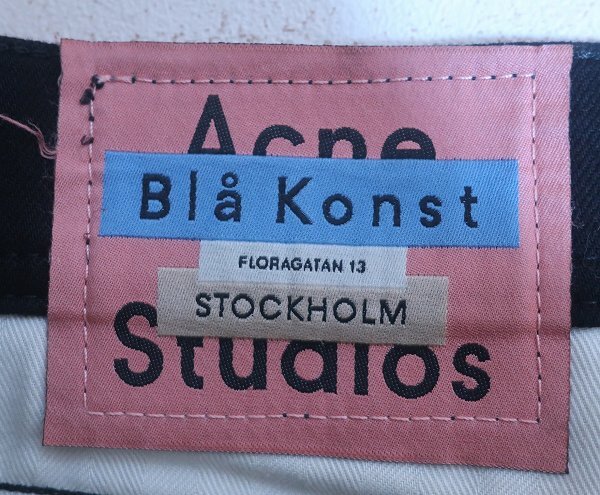 Acne
Blå Konst
FLORAGATAN 13
STOCKHOLM
Studios